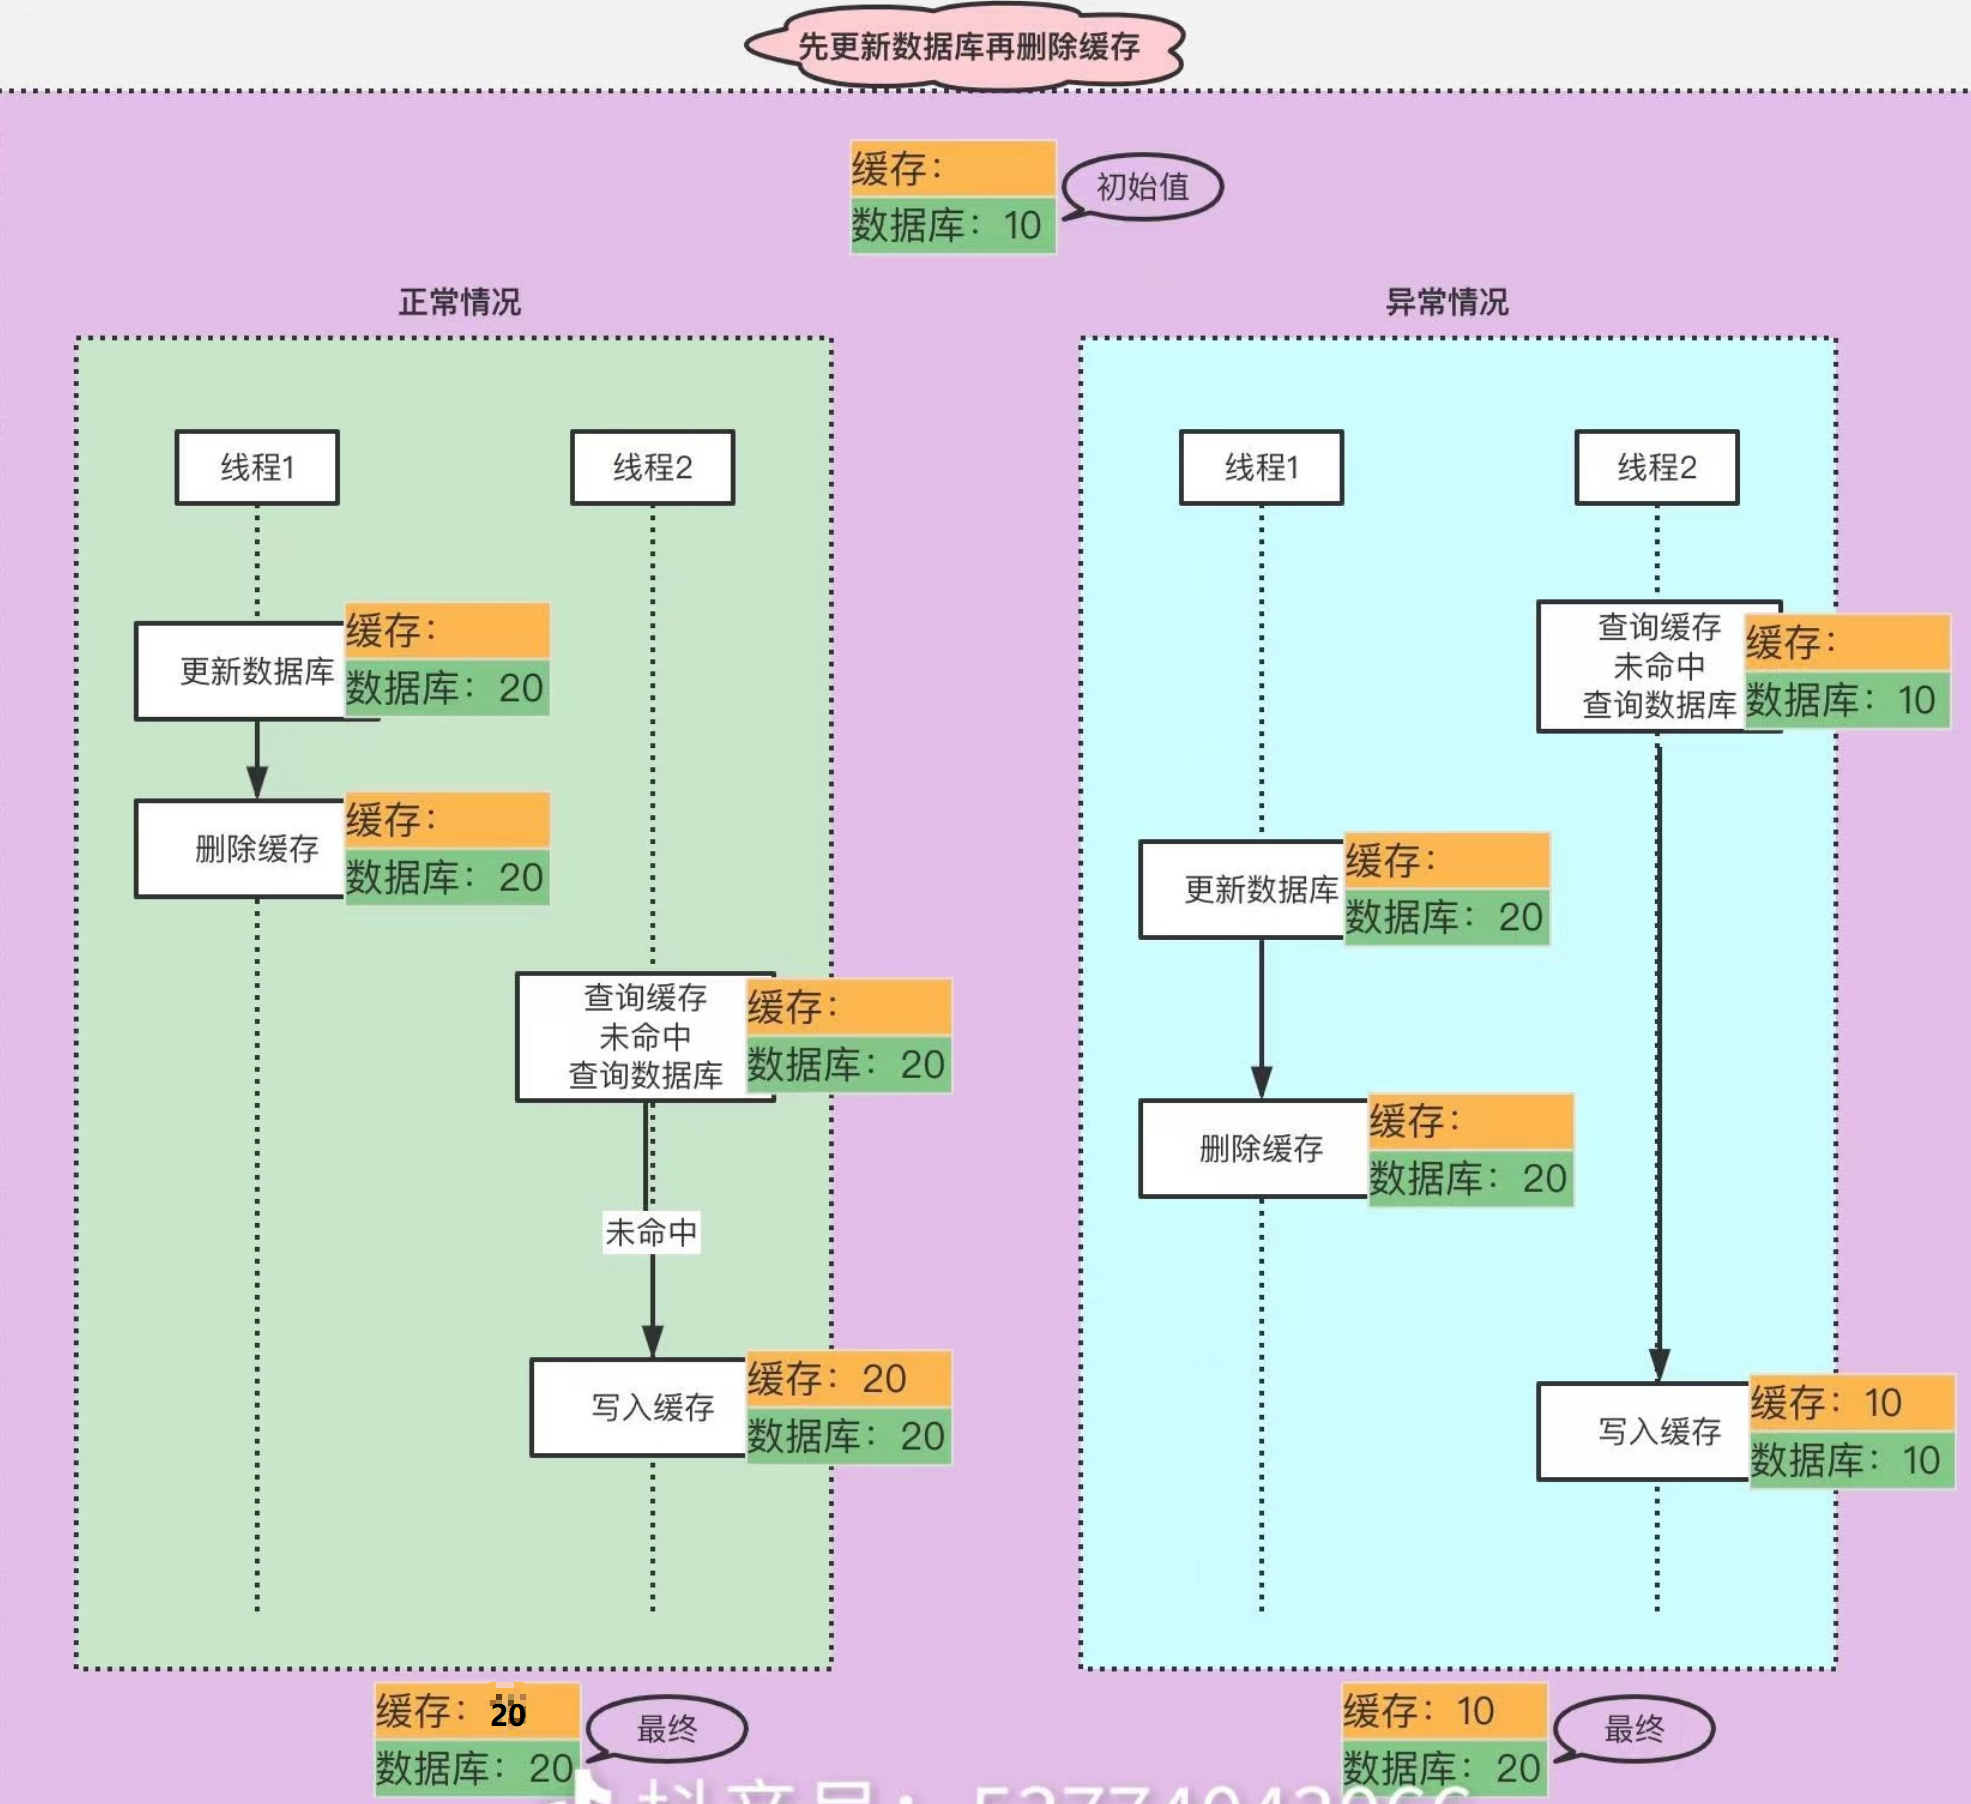 先更新数据库再删除缓存
缓存：
数据库：10
初始值
正常情况
线程1
线程2
更新数据库
缓存：
数据库：20
删除缓存
缓存：
数据库：20
查询缓存
未命中
查询数据库
缓存：
数据库：20
未命中
写入缓存
缓存：20
数据库：20
缓存：20
数据库：20
最终
异常情况
线程1
线程2
查询缓存
未命中
查询数据库
缓存：
数据库：10
更新数据库
缓存：
数据库：20
删除缓存
缓存：
数据库：20
写入缓存
缓存：10
数据库：10
缓存：10
数据库：20
最终